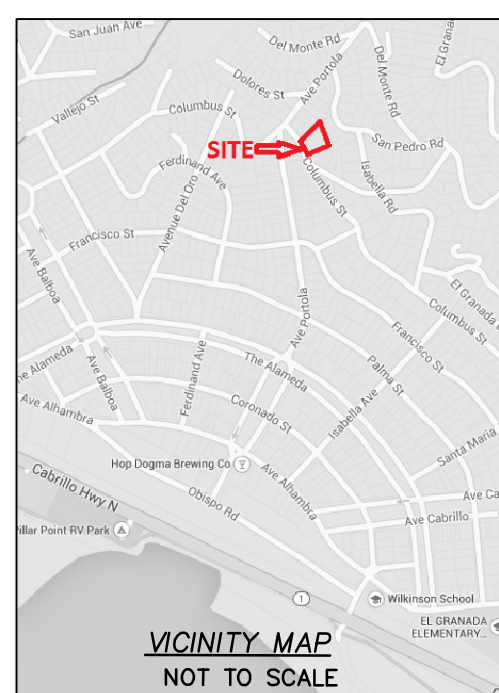 San Juan Ave
Del Monte Rd
El Grana
Ave Portola
Del Monte Rd
Dolores St
Vallejo St
Columbus St
SITE
San Pedro Rd
Ferdinand Ave
Columbus St
Isabella Rd
Avenue Del Oro
Francisco St
Ave Balboa
El Granada
Columbus St
Ave Portola
Francisco St
The Alameda
he Alameda
Ave Balboa
Ferdinand Ave
Palma St
Coronado St
Isabella Ave
Ave Alhambra
Santa Maria
Hop Dogma Brewing Co
Ave Alhambra
Cabrillo Hwy N
Obispo Rd
Ave Ca
Ave Cabrillo
illar Point RV Park
1
Wilkinson School
EL GRANADA
ELEMENTARY...
VICINITY MAP
NOT TO SCALE